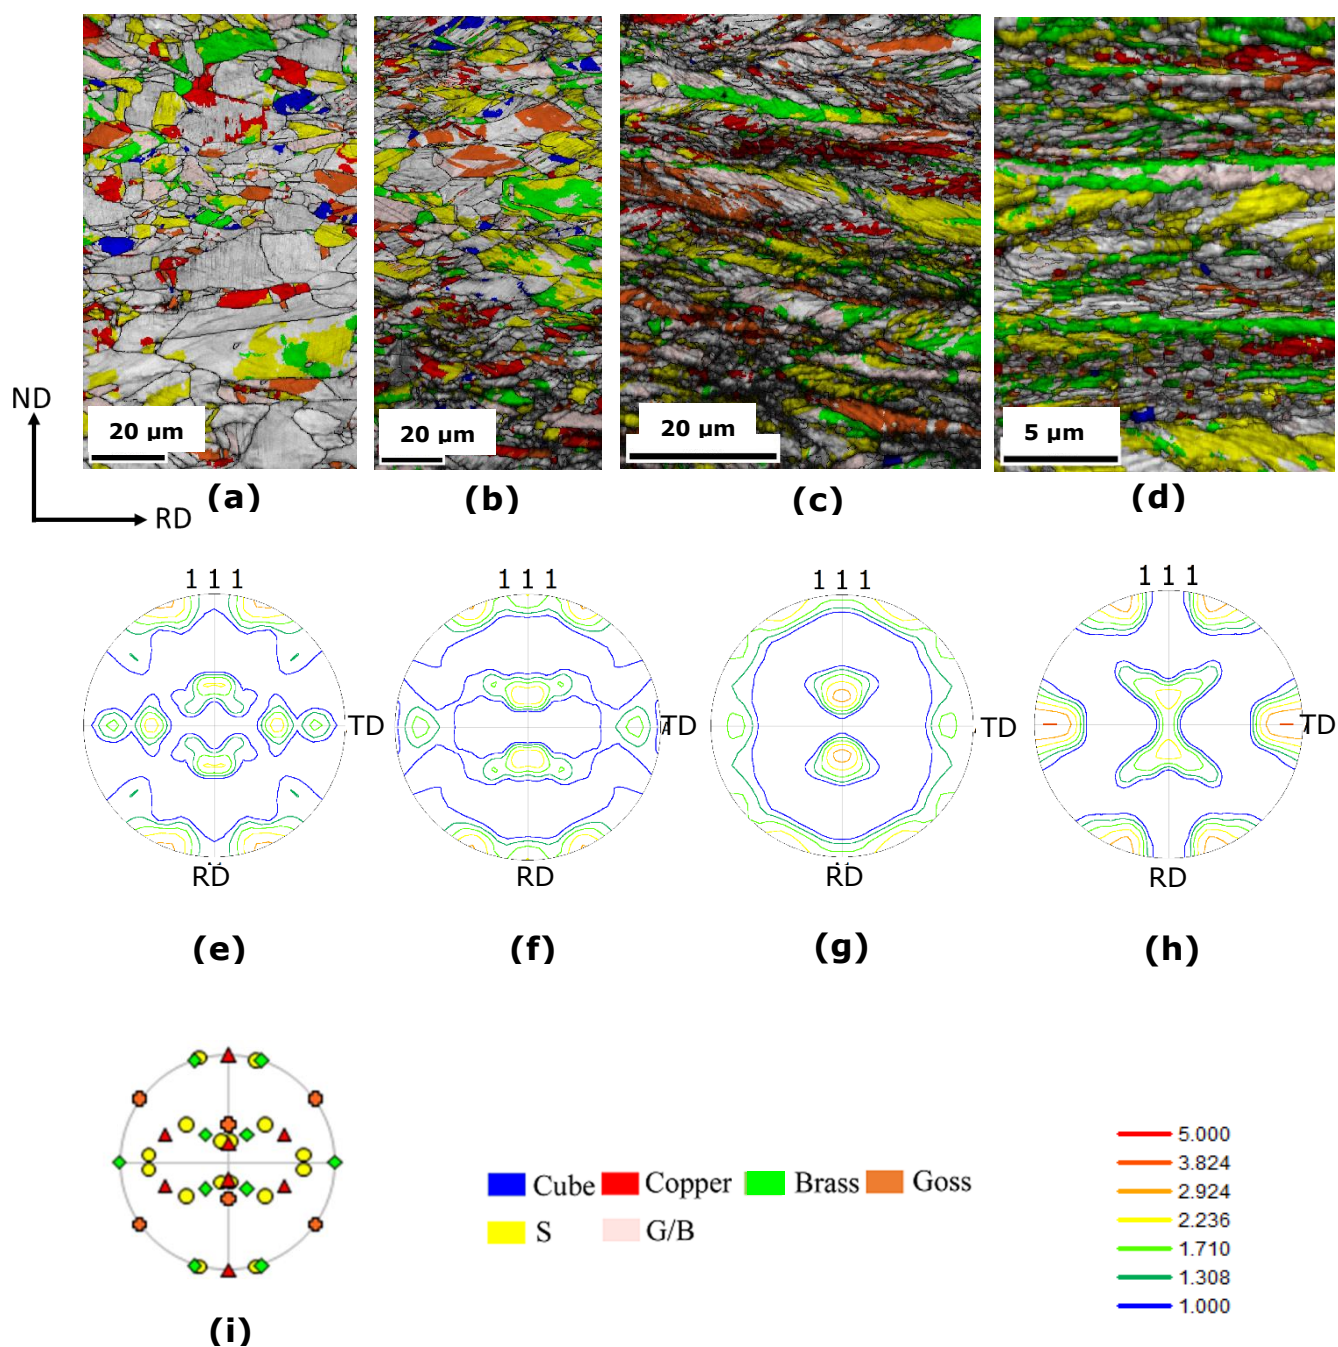 ND
RD
20 µm
20 µm
20 µm
5 µm
(a)
(b)
(c)
(d)
1 1 1
1 1 1
1 1 1
1 1 1
TD
TD
TD
TD
RD
RD
RD
RD
(e)
(f)
(g)
(h)
Cube
Copper
Brass
Goss
S
G/B
5.000
3.824
2.924
2.236
1.710
1.308
1.000
(i)